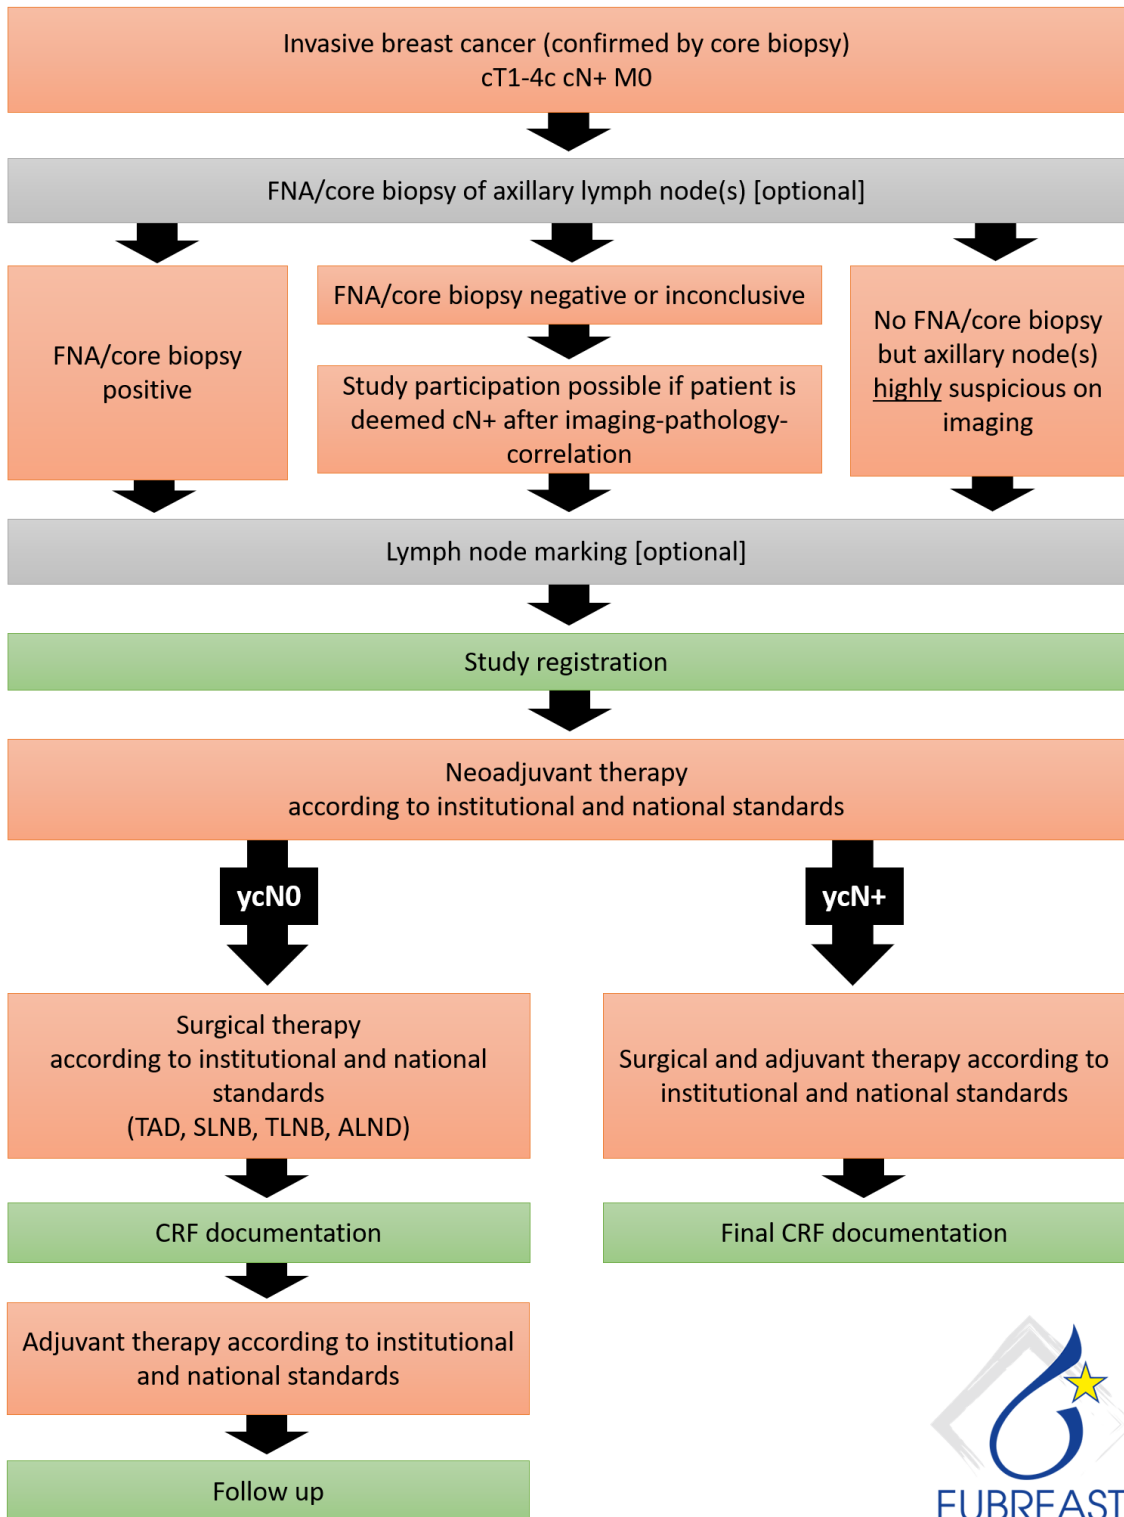 Invasive breast cancer (confirmed by core biopsy)
cT1-4c cN+ M0
FNA/core biopsy of axillary lymph node(s) [optional]
FNA/core biopsy
positive
FNA/core biopsy negative or inconclusive
Study participation possible if patient is
deemed cN+ after imaging-pathology-
correlation
No FNA/core biopsy
but axillary node(s)
highly suspicious on
imaging
Lymph node marking [optional]
Study registration
Neoadjuvant therapy
according to institutional and national standards
ycN0
ycN+
Surgical therapy
according to institutional and national
standards
(TAD, SLNB, TLNB, ALND)
Surgical and adjuvant therapy according to
institutional and national standards
CRF documentation
Final CRF documentation
Adjuvant therapy according to institutional
and national standards
Follow up
EUBREAST